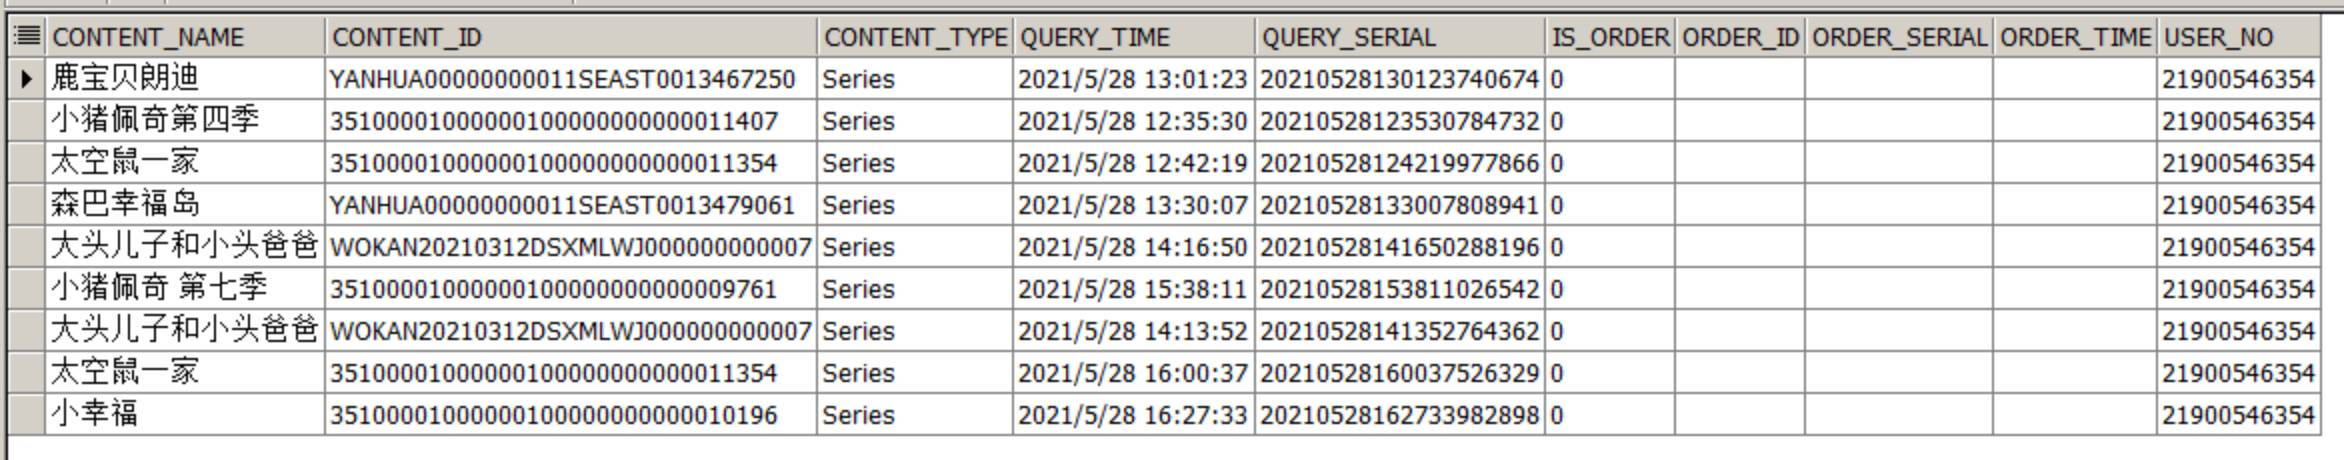 CONTENT_NAME CONTENT_ID CONTENT_TYPE QUERY_TIME QUERY_SERIAL IS_ORDER ORDER_ID ORDER_SERIAL ORDER_TIME USER_NO
鹿宝贝朗迪 YANHUA00000000011SEAST0013467250 Series 2021/5/28 13:01:23 20210528130123740674 0 21900546354
小猪佩奇第四季 35100001000000100000000000011407 Series 2021/5/28 12:35:30 20210528123530784732 0 21900546354
太空鼠一家 35100001000000100000000000011354 Series 2021/5/28 12:42:19 20210528124219977866 0 21900546354
森巴幸福岛 YANHUA00000000011SEAST0013479061 Series 2021/5/28 13:30:07 20210528133007808941 0 21900546354
大头儿子和小头爸爸 WOKAN20210312DSXMLWJ000000000007 Series 2021/5/28 14:16:50 20210528141650288196 0 21900546354
小猪佩奇 第七季 35100001000000100000000000009761 Series 2021/5/28 15:38:11 20210528153811026542 0 21900546354
大头儿子和小头爸爸 WOKAN20210312DSXMLWJ000000000007 Series 2021/5/28 14:13:52 20210528141352764362 0 21900546354
太空鼠一家 35100001000000100000000000011354 Series 2021/5/28 16:00:37 20210528160037526329 0 21900546354
小幸福 35100001000000100000000000010196 Series 2021/5/28 16:27:33 20210528162733982898 0 21900546354